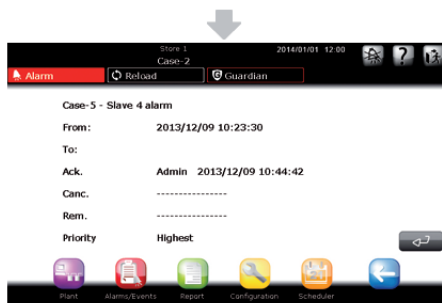 Store 1 2014/01/01 12:00
Case-2
Alarm Reload Guardian
Case-5 - Slave 4 alarm
From: 2013/12/09 10:23:30
To:
Ack. Admin 2013/12/09 10:44:42
Canc. ----------------
Rem. ----------------
Priority Highest
Plant Alarms/Events Report Configuration Scheduler